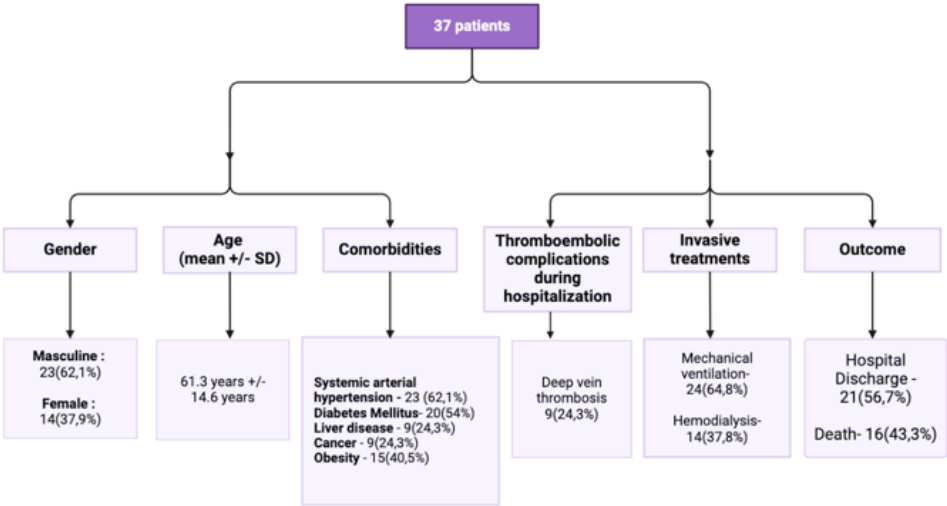 37 patients
Gender
Masculine :
23(62,1%)
Female :
14(37,9%)
Age
(mean +/- SD)
61.3 years +/-
14.6 years
Comorbidities
Systemic arterial
hypertension - 23 (62,1%)
Diabetes Mellitus- 20(54%)
Liver disease - 9(24,3%)
Cancer - 9(24,3%)
Obesity - 15(40,5%)
Thromboembolic
complications
during
hospitalization
Deep vein
thrombosis
9(24,3%)
Invasive
treatments
Mechanical
ventilation-
24(64,8%)
Hemodialysis-
14(37,8%)
Outcome
Hospital
Discharge -
21(56,7%)
Death- 16(43,3%)